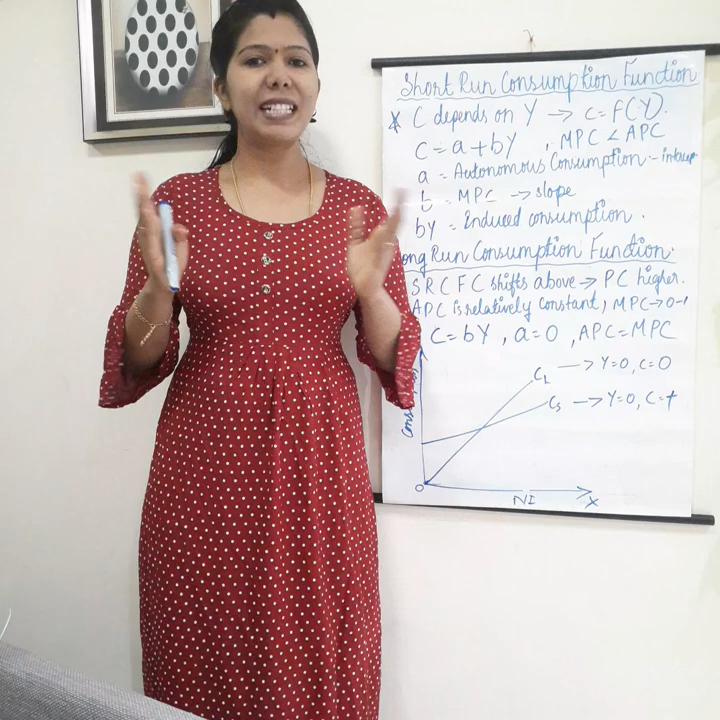 Short Run Consumption Function
* C depends on Y → C = F(Y).
C = a + bY , MPC < APC
a = Autonomous Consumption -
b = MPC → slope
bY = Induced consumption .
ong Run Consumption Function.
SRCFC shifts above → PC higher.
APC is relatively constant, MPC → 0-1
C = bY , a = 0 , APC = MPC
CL → Y=0, C=0
Cs → Y=0, C=+
Cons
O NI X